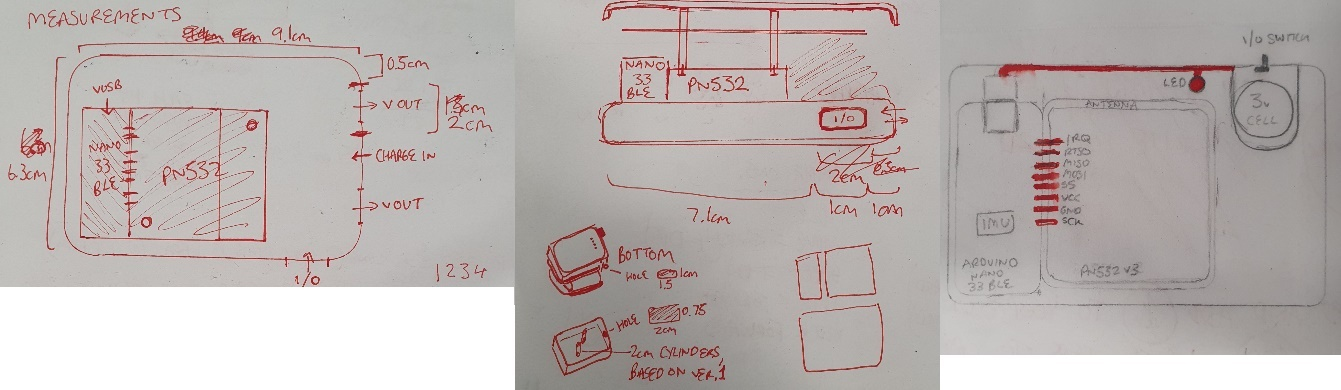 MEASUREMENTS
9cm 9.1cm
0.5cm
VUSB
V OUT
2cm
NANO
33
BLE
PN532
CHARGE IN
6.3cm
V OUT
I/O
1234
NANO
33
BLE
PN532
I/O
2cm
7.1cm
1cm
1cm
BOTTOM
HOLE
1cm
1.5
HOLE
0.75
2cm
2cm CYLINDERS,
BASED ON VER.1
I/O SWITCH
LED
3v
CELL
ANTENNA
IRQ
RSTO
MISO
MOSI
SS
VCC
GND
SCK
IMU
ARDUINO
NANO
33 BLE
PN532 V3